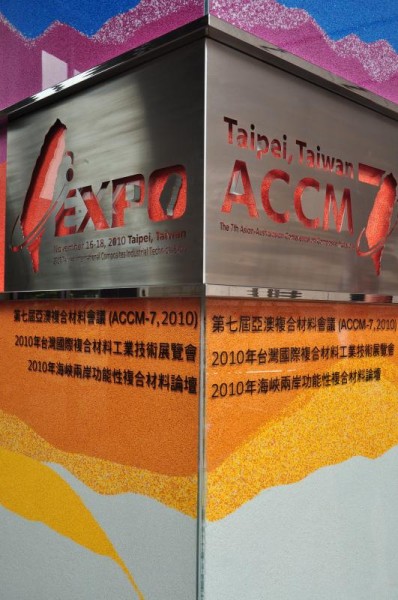 EXPO
November 16-18, 2010 Taipei, Taiwan
Taipei, Taiwan
ACCM 7
The 7th Asian-Australasian
第七屆亞澳複合材料會議 (ACCM-7, 2010)
2010年台灣國際複合材料工業技術展覽會
2010年海峽兩岸功能性複合材料論壇
第七屆亞澳複合材料會議 (ACCM-7, 2010)
2010年台灣國際複合材料工業技術展覽會
2010年海峽兩岸功能性複合材料論壇